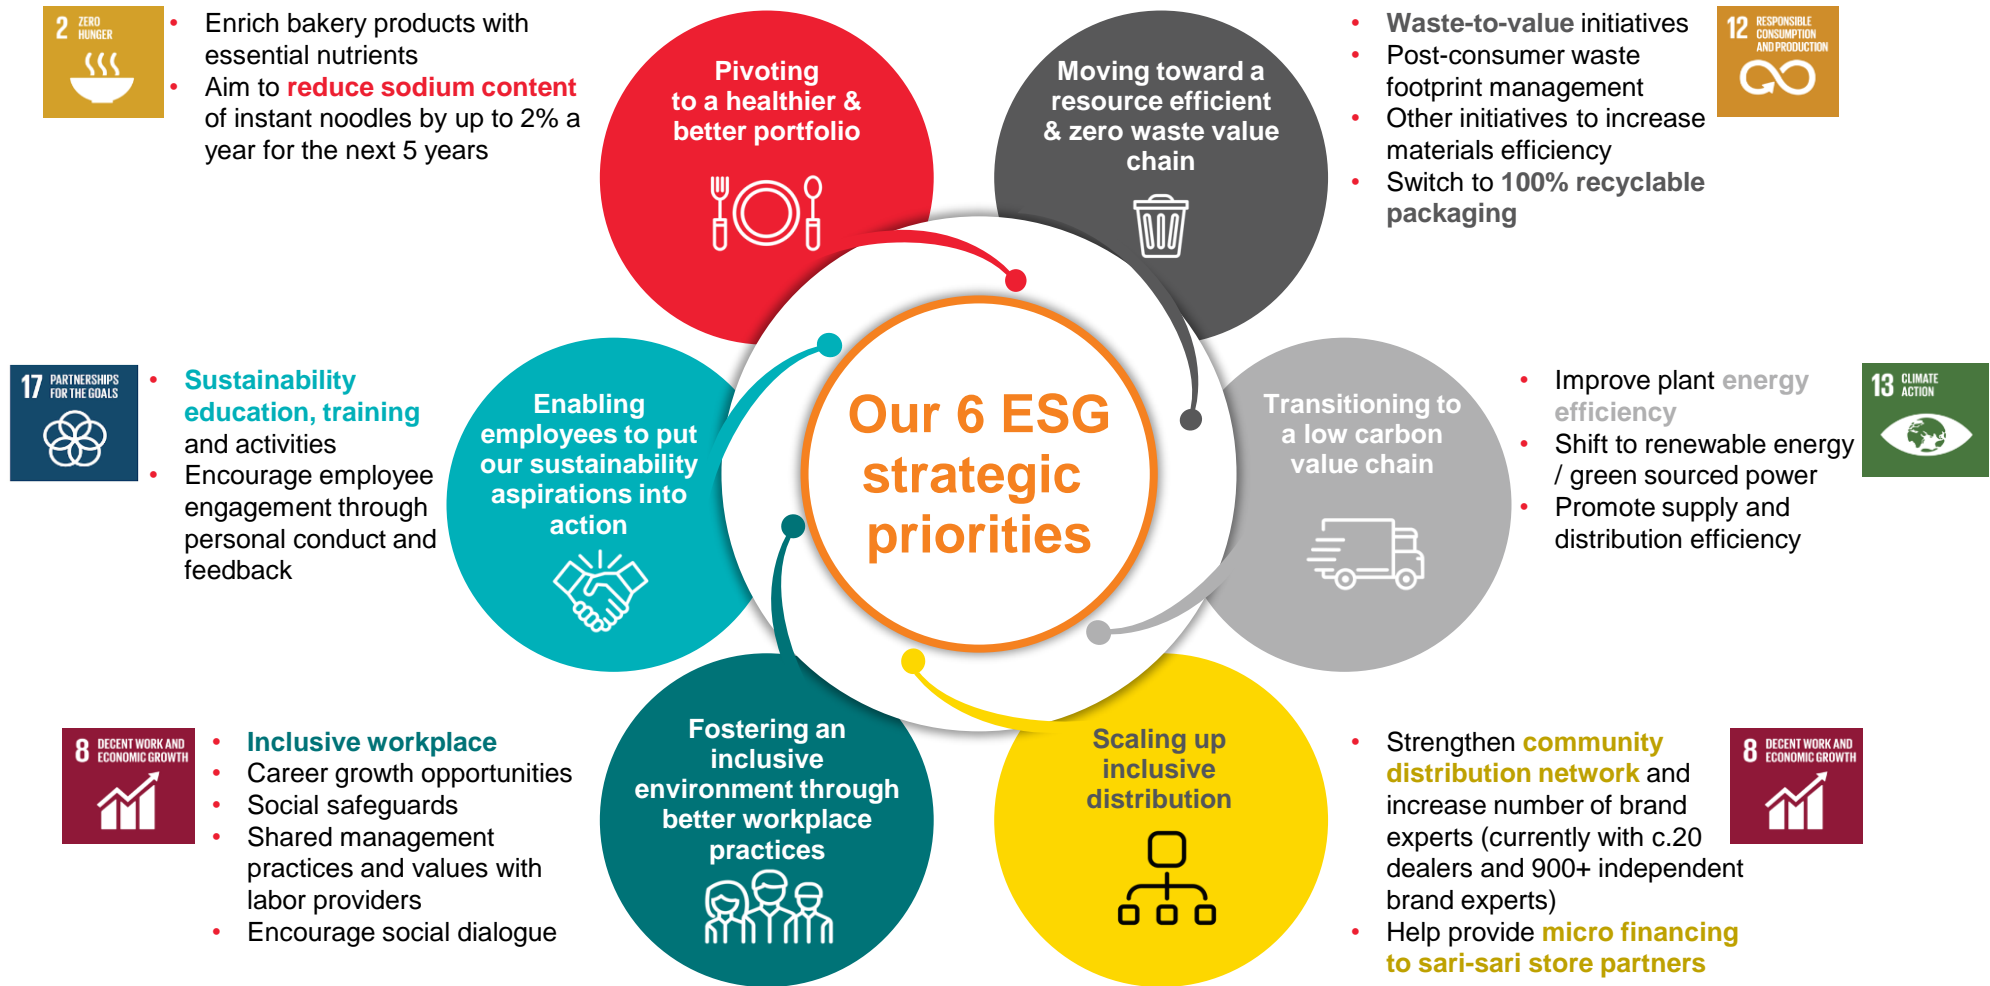 2 ZERO
HUNGER
• Enrich bakery products with
essential nutrients
• Aim to reduce sodium content
of instant noodles by up to 2% a
year for the next 5 years
Pivoting
to a healthier &
better portfolio
Moving toward a
resource efficient
& zero waste value
chain
• Waste-to-value initiatives
• Post-consumer waste
footprint management
• Other initiatives to increase
materials efficiency
• Switch to 100% recyclable
packaging
12 RESPONSIBLE
CONSUMPTION
AND PRODUCTION
17 PARTNERSHIPS
FOR THE GOALS
• Sustainability
education, training
and activities
• Encourage employee
engagement through
personal conduct and
feedback
Enabling
employees to put
our sustainability
aspirations into
action
Our 6 ESG
strategic
priorities
Transitioning to
a low carbon
value chain
• Improve plant energy
efficiency
• Shift to renewable energy
/ green sourced power
• Promote supply and
distribution efficiency
13 CLIMATE
ACTION
8 DECENT WORK AND
ECONOMIC GROWTH
• Inclusive workplace
• Career growth opportunities
• Social safeguards
• Shared management
practices and values with
labor providers
• Encourage social dialogue
Fostering an
inclusive
environment through
better workplace
practices
Scaling up
inclusive
distribution
• Strengthen community
distribution network and
increase number of brand
experts (currently with c.20
dealers and 900+ independent
brand experts)
• Help provide micro financing
to sari-sari store partners
8 DECENT WORK AND
ECONOMIC GROWTH